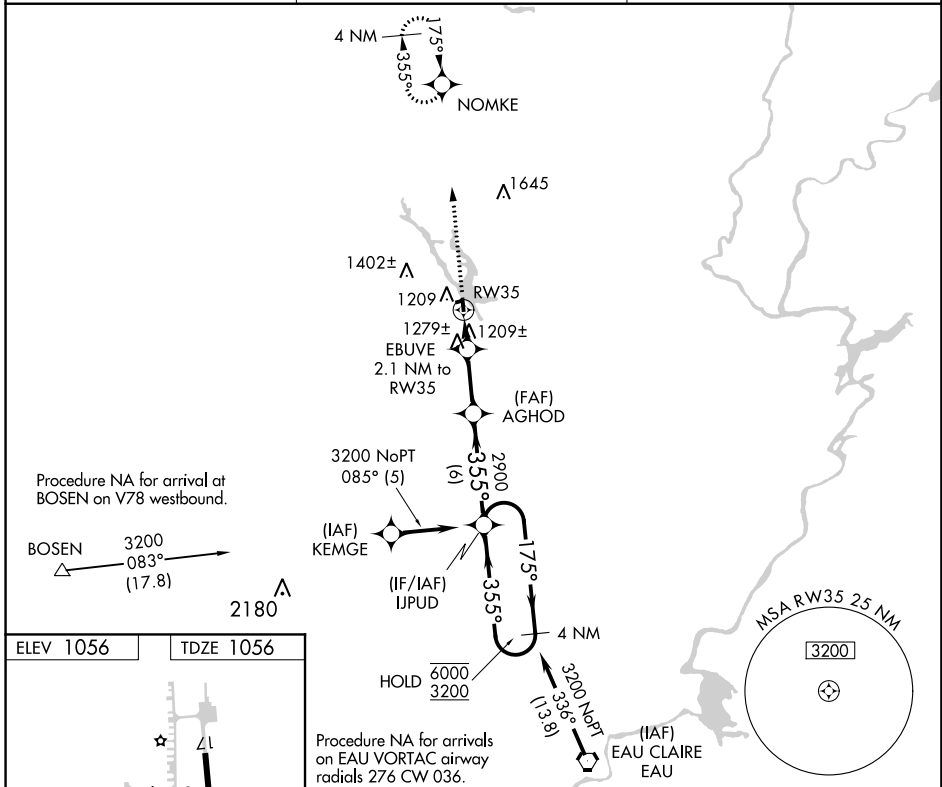 4 NM
175°
355°
NOMKE
1645
1402±
1209
RW35
1279±
1209±
EBUVE
2.1 NM to
RW35
(FAF)
AGHOD
3200 NoPT
085° (5)
2900
355°
(6)
Procedure NA for arrival at
BOSEN on V78 westbound.
(IAF)
KEMGE
BOSEN
3200
083°
(17.8)
(IF/IAF)
IJPUD
175°
355°
4 NM
2180
HOLD 6000
3200
3200 NoPT
336°
(13.8)
(IAF)
EAU CLAIRE
EAU
MSA RW35 25 NM
3200
ELEV 1056
TDZE 1056
17
Procedure NA for arrivals
on EAU VORTAC airway
radials 276 CW 036.